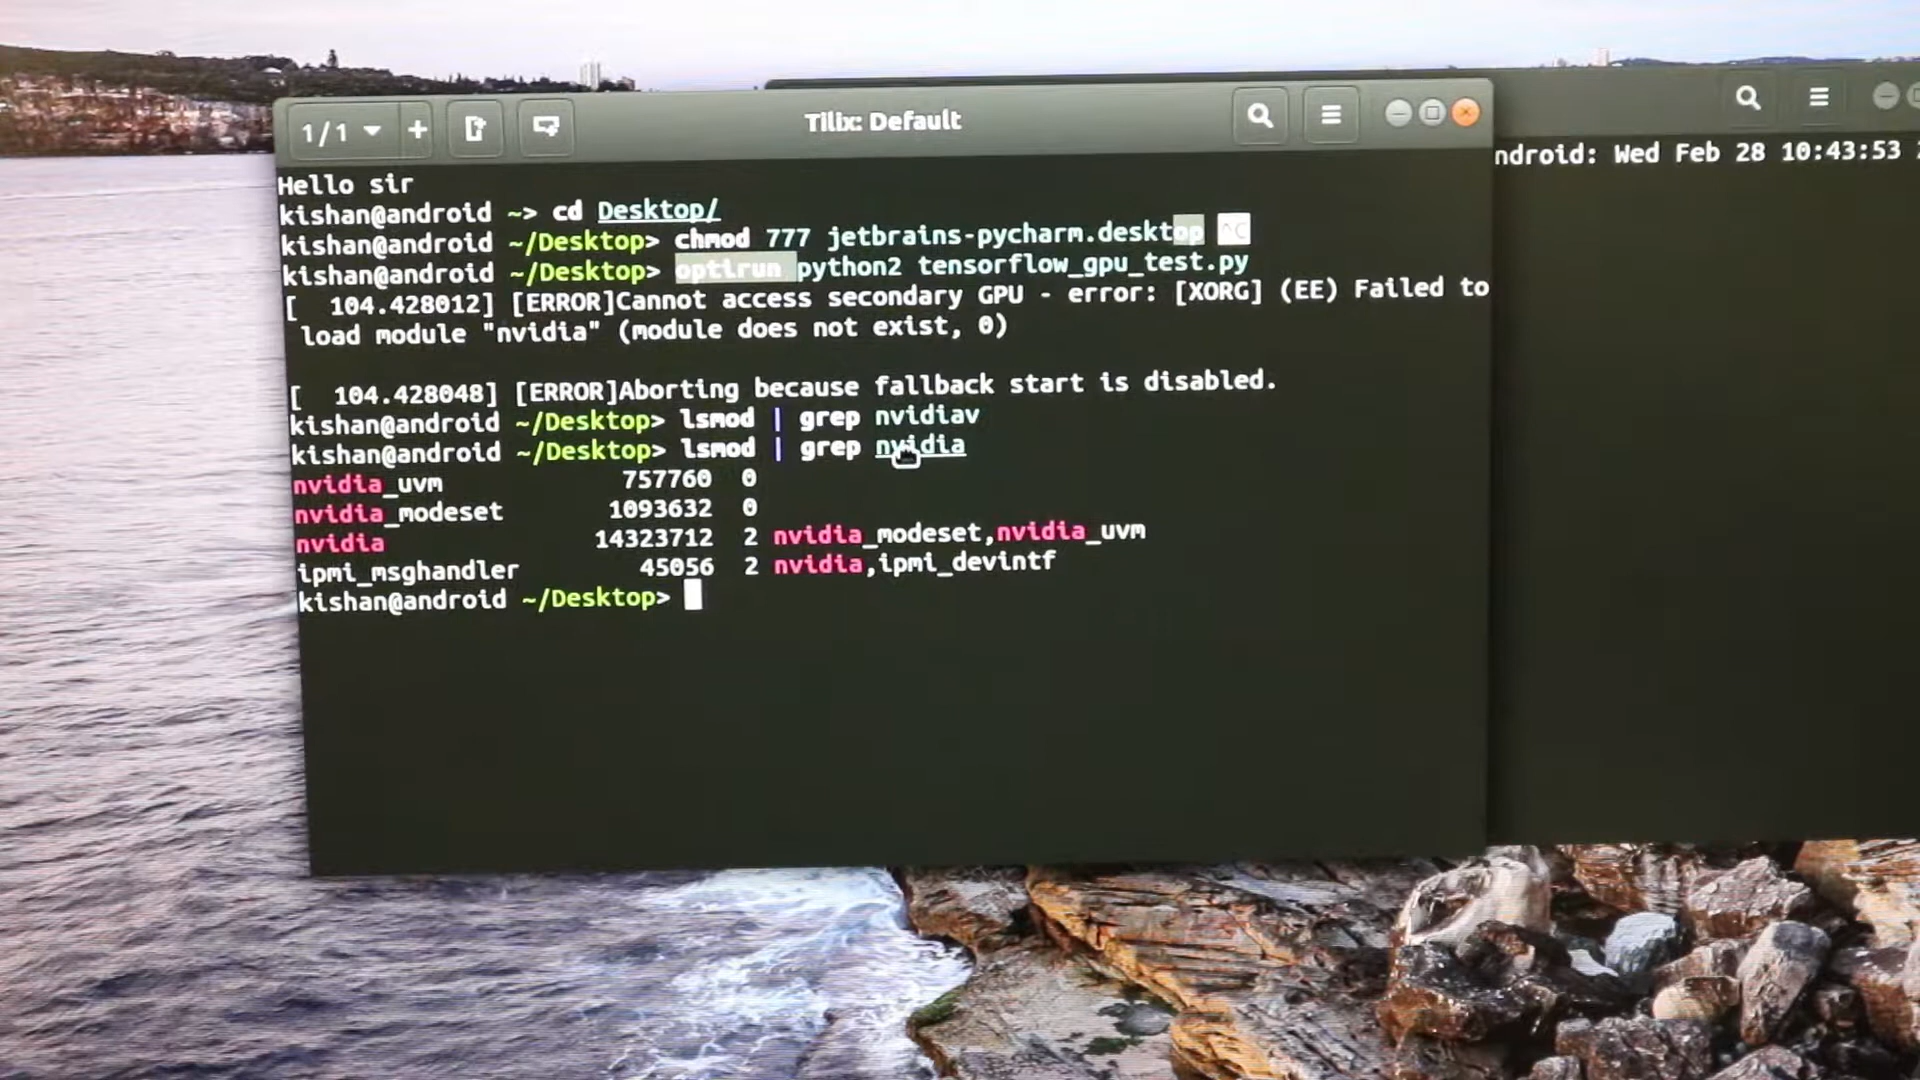 1/1
Tilix: Default
Hello sir
kishan@android ~> cd Desktop/
kishan@android ~/Desktop> chmod 777 jetbrains-pycharm.desktop ^C
kishan@android ~/Desktop> optirun python2 tensorflow_gpu_test.py
[  104.428012] [ERROR]Cannot access secondary GPU - error: [XORG] (EE) Failed to
load module "nvidia" (module does not exist, 0)
[  104.428048] [ERROR]Aborting because fallback start is disabled.
kishan@android ~/Desktop> lsmod | grep nvidiav
kishan@android ~/Desktop> lsmod | grep nvidia
nvidia_uvm 757760 0
nvidia_modeset 1093632 0
nvidia 14323712 2 nvidia_modeset,nvidia_uvm
ipmi_msghandler 45056 2 nvidia,ipmi_devintf
kishan@android ~/Desktop>
ndroid: Wed Feb 28 10:43:53